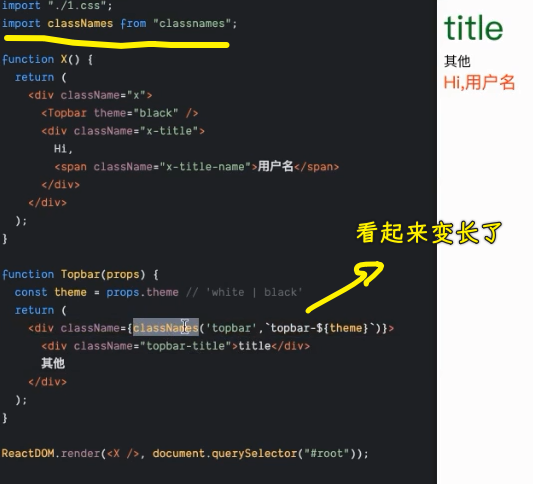 import "./1.css";
import classNames from "classnames";
function X() {
return (
<div className="x">
<Topbar theme="black" />
<div className="x-title">
Hi,
<span className="x-title-name">用户名</span>
</div>
</div>
);
}
function Topbar(props) {
const theme = props.theme // 'white | black'
return (
<div className={classNames('topbar',`topbar-${theme}`)}>
<div className="topbar-title">title</div>
其他
</div>
);
}
ReactDOM.render(<X />, document.querySelector("#root"));
title
其他
Hi,用户名
看起来变长了